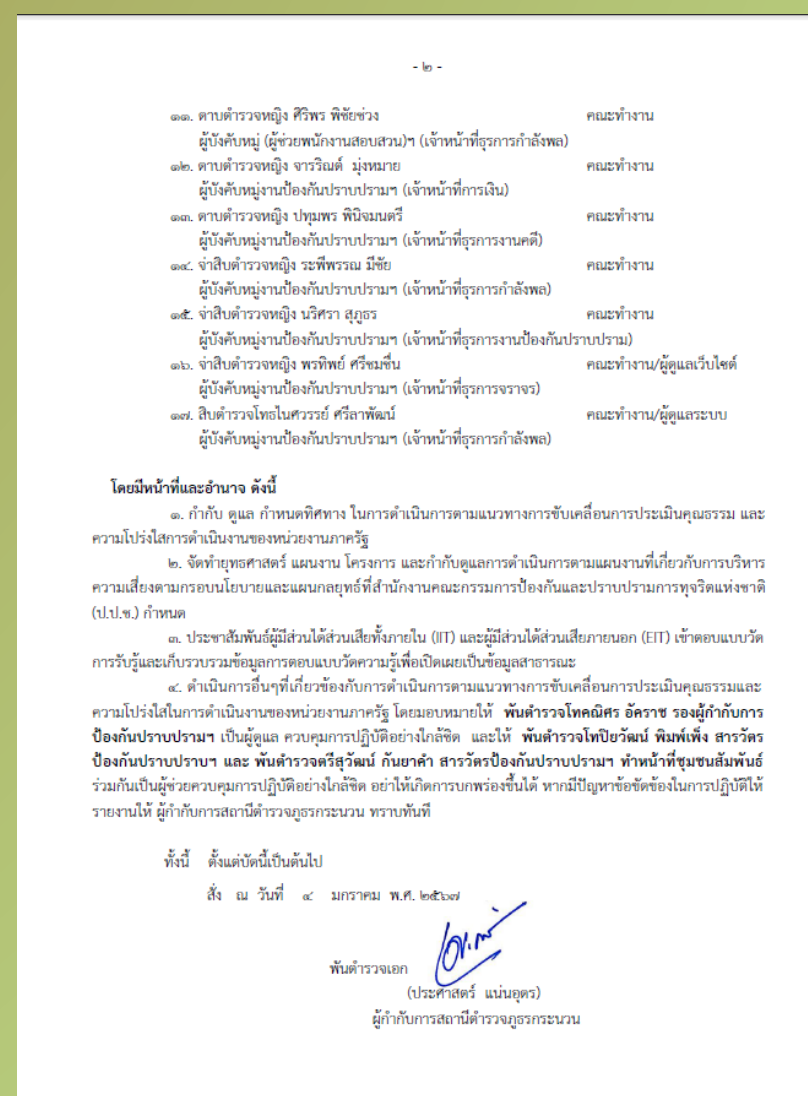 - ๒ -
๑๑. ดาบตำรวจหญิง ศิริพร พิชัยช่วง คณะทำงาน
ผู้บังคับหมู่ (ผู้ช่วยพนักงานสอบสวน)ฯ (เจ้าหน้าที่ธุรการกำลังพล)
๑๒. ดาบตำรวจหญิง จารริณต์ มุ่งหมาย คณะทำงาน
ผู้บังคับหมู่งานป้องกันปราบปรามฯ (เจ้าหน้าที่การเงิน)
๑๓. ดาบตำรวจหญิง ปทุมพร พินิจมนตรี คณะทำงาน
ผู้บังคับหมู่งานป้องกันปราบปรามฯ (เจ้าหน้าที่ธุรการงานคดี)
๑๔. จ่าสิบตำรวจหญิง ระพีพรรณ มีชัย คณะทำงาน
ผู้บังคับหมู่งานป้องกันปราบปรามฯ (เจ้าหน้าที่ธุรการกำลังพล)
๑๕. จ่าสิบตำรวจหญิง นริศรา สุภูธร คณะทำงาน
ผู้บังคับหมู่งานป้องกันปราบปรามฯ (เจ้าหน้าที่ธุรการงานป้องกันปราบปราม)
๑๖. จ่าสิบตำรวจหญิง พรทิพย์ ศรีชมชื่น คณะทำงาน/ผู้ดูแลเว็บไซต์
ผู้บังคับหมู่งานป้องกันปราบปรามฯ (เจ้าหน้าที่ธุรการจราจร)
๑๗. สิบตำรวจโทธไนศวรรย์ ศรีลาพัฒน์ คณะทำงาน/ผู้ดูแลระบบ
ผู้บังคับหมู่งานป้องกันปราบปรามฯ (เจ้าหน้าที่ธุรการกำลังพล)
โดยมีหน้าที่และอำนาจ ดังนี้
๑. กำกับ ดูแล กำหนดทิศทาง ในการดำเนินการตามแนวทางการขับเคลื่อนการประเมินคุณธรรม และ
ความโปร่งใสการดำเนินงานของหน่วยงานภาครัฐ
๒. จัดทำยุทธศาสตร์ แผนงาน โครงการ และกำกับดูแลการดำเนินการตามแผนงานที่เกี่ยวกับการบริหาร
ความเสี่ยงตามกรอบนโยบายและแผนกลยุทธ์ที่สำนักงานคณะกรรมการป้องกันและปราบปรามการทุจริตแห่งชาติ
(ป.ป.ช.) กำหนด
๓. ประชาสัมพันธ์ผู้มีส่วนได้ส่วนเสียทั้งภายใน (IIT) และผู้มีส่วนได้ส่วนเสียภายนอก (EIT) เข้าตอบแบบวัด
การรับรู้และเก็บรวบรวมข้อมูลการตอบแบบวัดความรู้เพื่อเปิดเผยเป็นข้อมูลสาธารณะ
๔. ดำเนินการอื่นๆที่เกี่ยวข้องกับการดำเนินการตามแนวทางการขับเคลื่อนการประเมินคุณธรรมและ
ความโปร่งใสในการดำเนินงานของหน่วยงานภาครัฐ โดยมอบหมายให้ พันตำรวจโทคณิศร อัคราช รองผู้กำกับการ
ป้องกันปราบปรามฯ เป็นผู้ดูแล ควบคุมการปฏิบัติอย่างใกล้ชิด และให้ พันตำรวจโทปิยวัฒน์ พิมพ์เพ็ง สารวัตร
ป้องกันปราบปราบฯ และ พันตำรวจตรีสุวัฒน์ กันยาคำ สารวัตรป้องกันปราบปรามฯ ทำหน้าที่ชุมชนสัมพันธ์
ร่วมกันเป็นผู้ช่วยควบคุมการปฏิบัติอย่างใกล้ชิด อย่าให้เกิดการบกพร่องขึ้นได้ หากมีปัญหาข้อขัดข้องในการปฏิบัติให้
รายงานให้ ผู้กำกับการสถานีตำรวจภูธรกระนวน ทราบทันที
ทั้งนี้ ตั้งแต่บัดนี้เป็นต้นไป
สั่ง ณ วันที่ ๔ มกราคม พ.ศ. ๒๕๖๗
พันตำรวจเอก
(ประศาสตร์ แน่นอุดร)
ผู้กำกับการสถานีตำรวจภูธรกระนวน